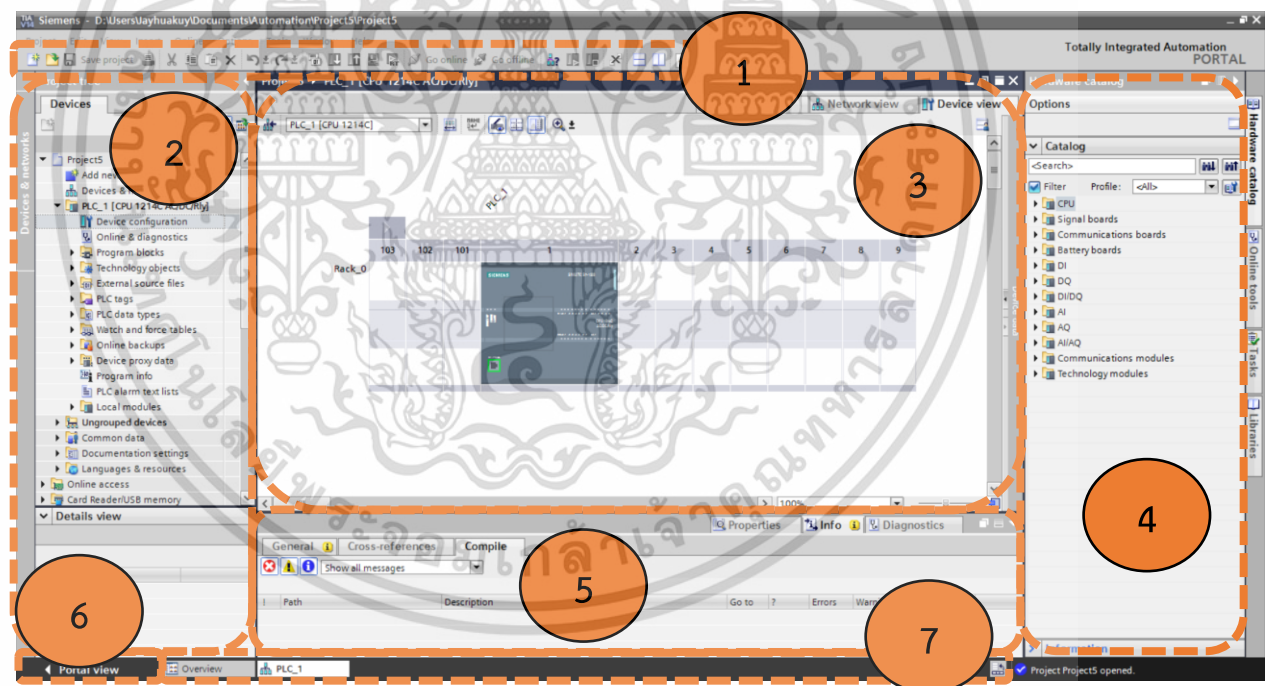 Siemens - D:\Users\Jayhuakuy\Documents\Automation\Project5\Project5
Totally Integrated Automation
PORTAL
Save project
Go online
Go offline
1
Devices
2
Project5
Add new
Devices &
PLC_1 [CPU 1214C AC/DC/Rly]
Device configuration
Online & diagnostics
Program blocks
Technology objects
External source files
PLC tags
PLC data types
Watch and force tables
Online backups
Device proxy data
Program info
PLC alarm text lists
Local modules
Ungrouped devices
Common data
Documentation settings
Languages & resources
Online access
Card Reader/USB memory
Details view
6
Portal view
Overview
PLC_1
Devices & networks
Network view
Device view
PLC_1 [CPU 1214C]
3
PLC_1
103 102 101 1 2 3 4 5 6 7 8 9
Rack_0
SIEMENS
100%
Properties
Info
Diagnostics
General
Cross-references
Compile
Show all messages
5
! Path Description Go to ? Errors
7
Hardware catalog
Options
Catalog
<Search>
Filter Profile: <All>
CPU
Signal boards
Communications boards
Battery boards
DI
DQ
DI/DQ
AI
AQ
AI/AQ
Communications modules
Technology modules
4
Information
Project Project5 opened.
Hardware catalog
Online tools
Tasks
Libraries